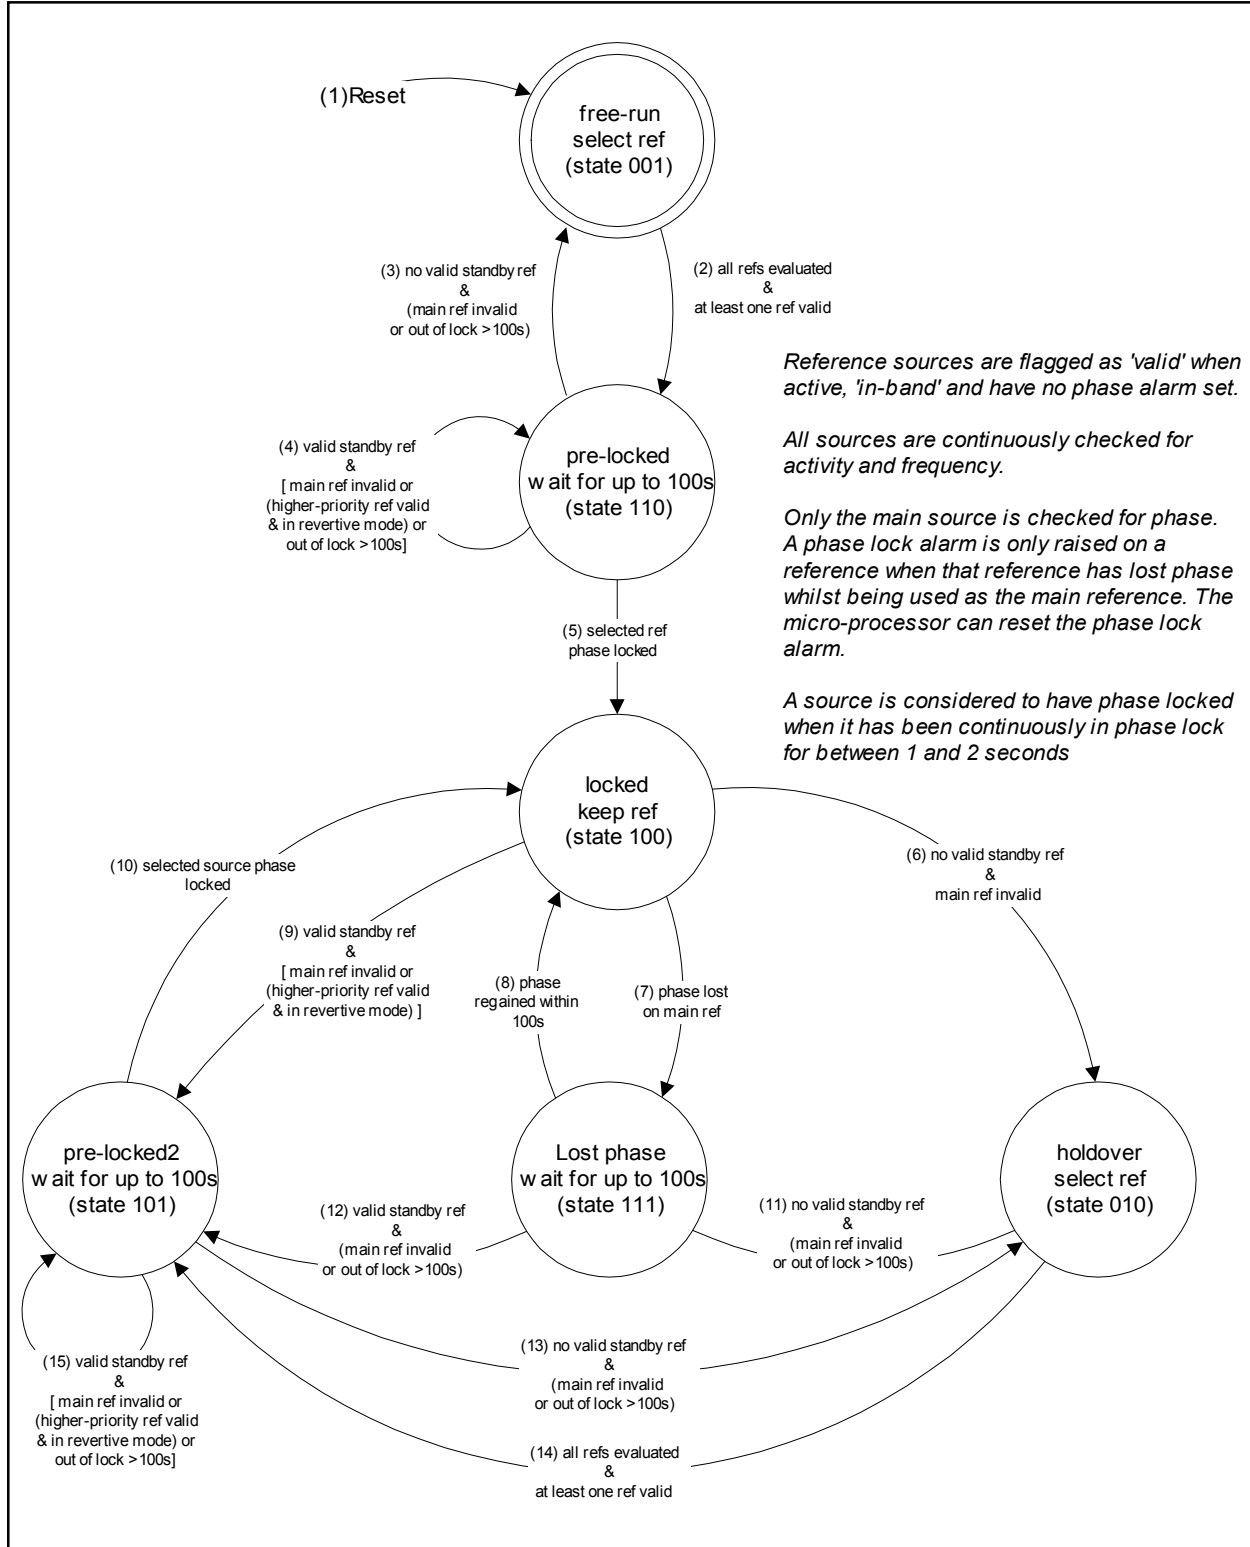 (1)Reset
free-run
select ref
(state 001)
(3) no valid standby ref
&
(main ref invalid
or out of lock >100s)
(2) all refs evaluated
&
at least one ref valid
Reference sources are flagged as 'valid' when
active, 'in-band' and have no phase alarm set.
All sources are continuously checked for
activity and frequency.
Only the main source is checked for phase.
A phase lock alarm is only raised on a
reference when that reference has lost phase
whilst being used as the main reference. The
micro-processor can reset the phase lock
alarm.
A source is considered to have phase locked
when it has been continuously in phase lock
for between 1 and 2 seconds
(4) valid standby ref
&
[ main ref invalid or
(higher-priority ref valid
& in revertive mode) or
out of lock >100s]
pre-locked
wait for up to 100s
(state 110)
(5) selected ref
phase locked
locked
keep ref
(state 100)
(10) selected source phase
locked
(6) no valid standby ref
&
main ref invalid
(9) valid standby ref
&
[ main ref invalid or
(higher-priority ref valid
& in revertive mode) ]
(8) phase
regained within
100s
(7) phase lost
on main ref
pre-locked2
wait for up to 100s
(state 101)
Lost phase
wait for up to 100s
(state 111)
holdover
select ref
(state 010)
(12) valid standby ref
&
(main ref invalid
or out of lock >100s)
(11) no valid standby ref
&
(main ref invalid
or out of lock >100s)
(15) valid standby ref
&
[ main ref invalid or
(higher-priority ref valid
& in revertive mode) or
out of lock >100s]
(13) no valid standby ref
&
(main ref invalid
or out of lock >100s)
(14) all refs evaluated
&
at least one ref valid